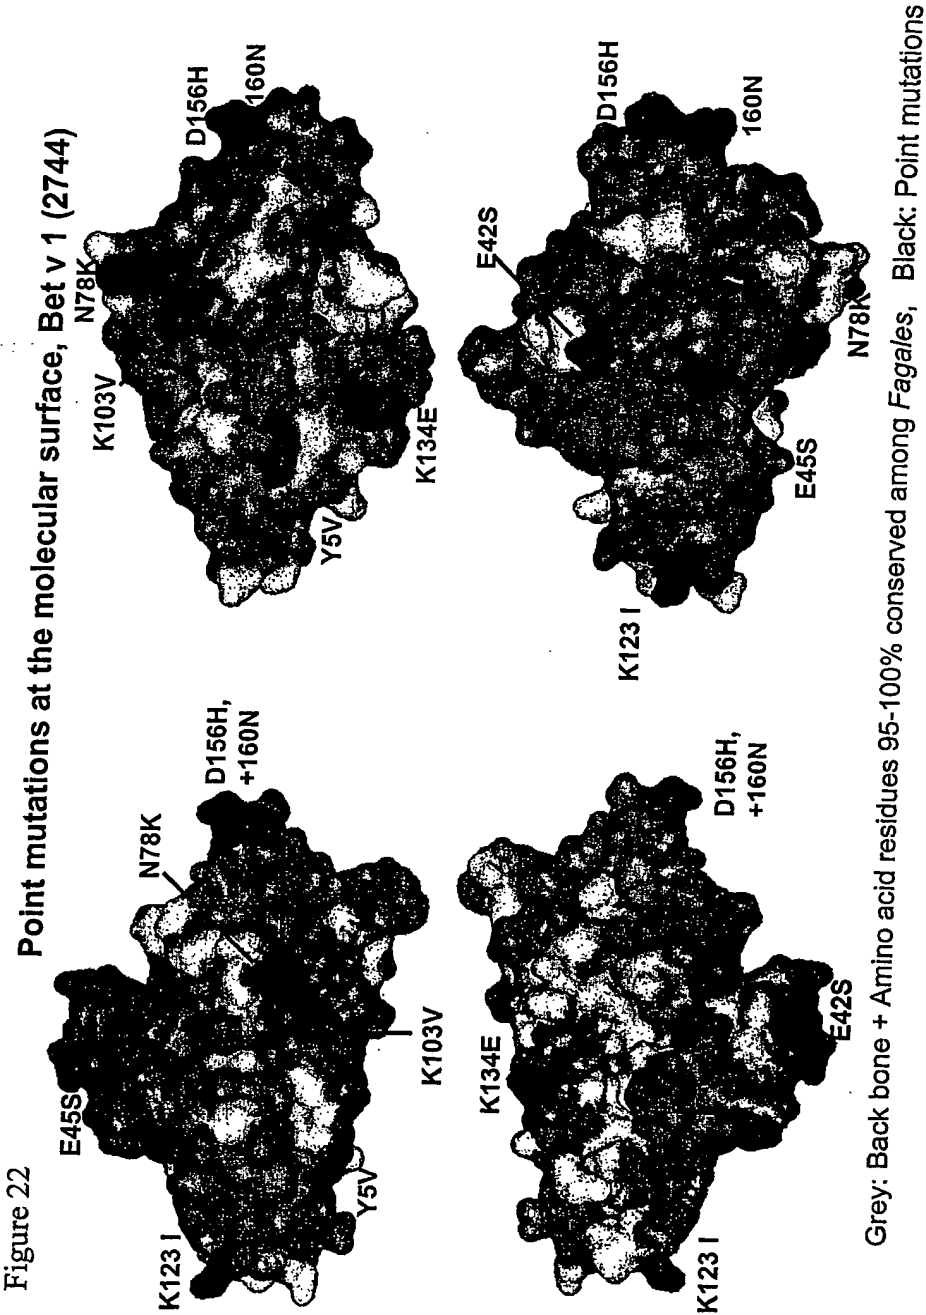 Figure 22
Point mutations at the molecular surface, Bet v 1 (2744)
E45S
N78K
D156H,
+160N
K123 I
Y5V
K103V
N78K
K103V
D156H
160N
Y5V
K134E
K134E
D156H,
+160N
K123 I
E42S
E42S
D156H
K123 I
160N
E45S
N78K
Grey: Back bone + Amino acid residues 95-100% conserved among Fagales, Black: Point mutations